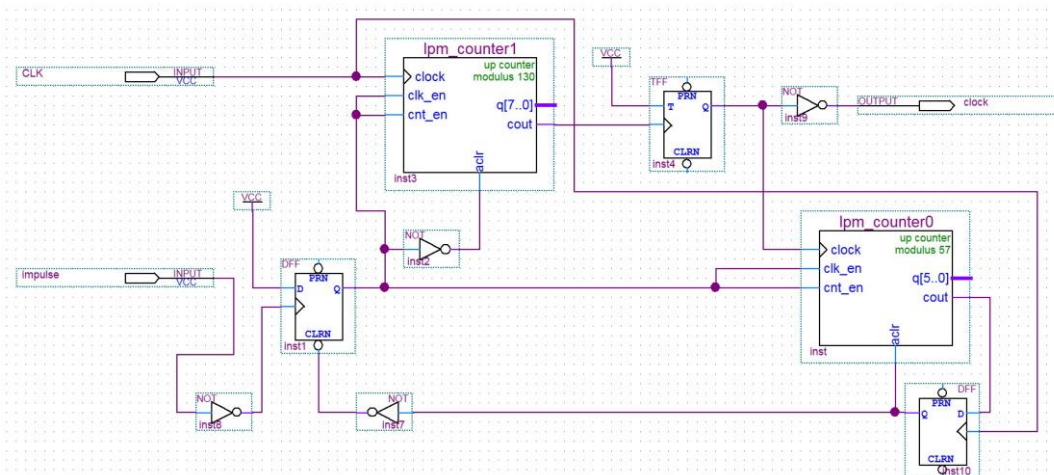 CLK
INPUT
VCC
lpm_counter1
up counter
modulus 130
clock
clk_en
cnt_en
q[7..0]
cout
aclr
inst3
VCC
TFF
PRN
T
Q
CLRN
inst4
NOT
inst9
OUTPUT
clock
VCC
NOT
inst2
lpm_counter0
up counter
modulus 57
clock
clk_en
cnt_en
q[5..0]
cout
aclr
inst
impulse
INPUT
VCC
DFF
PRN
D
Q
CLRN
inst1
NOT
inst8
NOT
inst7
DFF
PRN
Q
D
CLRN
inst10